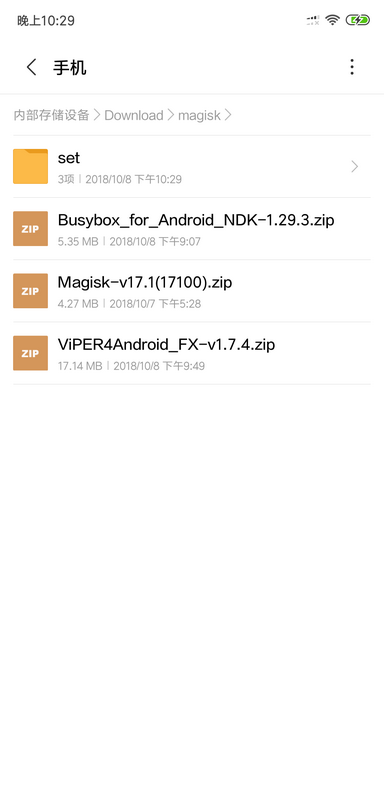 晚上10:29
手机
内部存储设备 > Download > magisk >
set
3项 | 2018/10/8 下午10:29
ZIP
Busybox_for_Android_NDK-1.29.3.zip
5.35 MB | 2018/10/8 下午9:07
ZIP
Magisk-v17.1(17100).zip
4.27 MB | 2018/10/7 下午5:28
ZIP
ViPER4Android_FX-v1.7.4.zip
17.14 MB | 2018/10/8 下午9:49